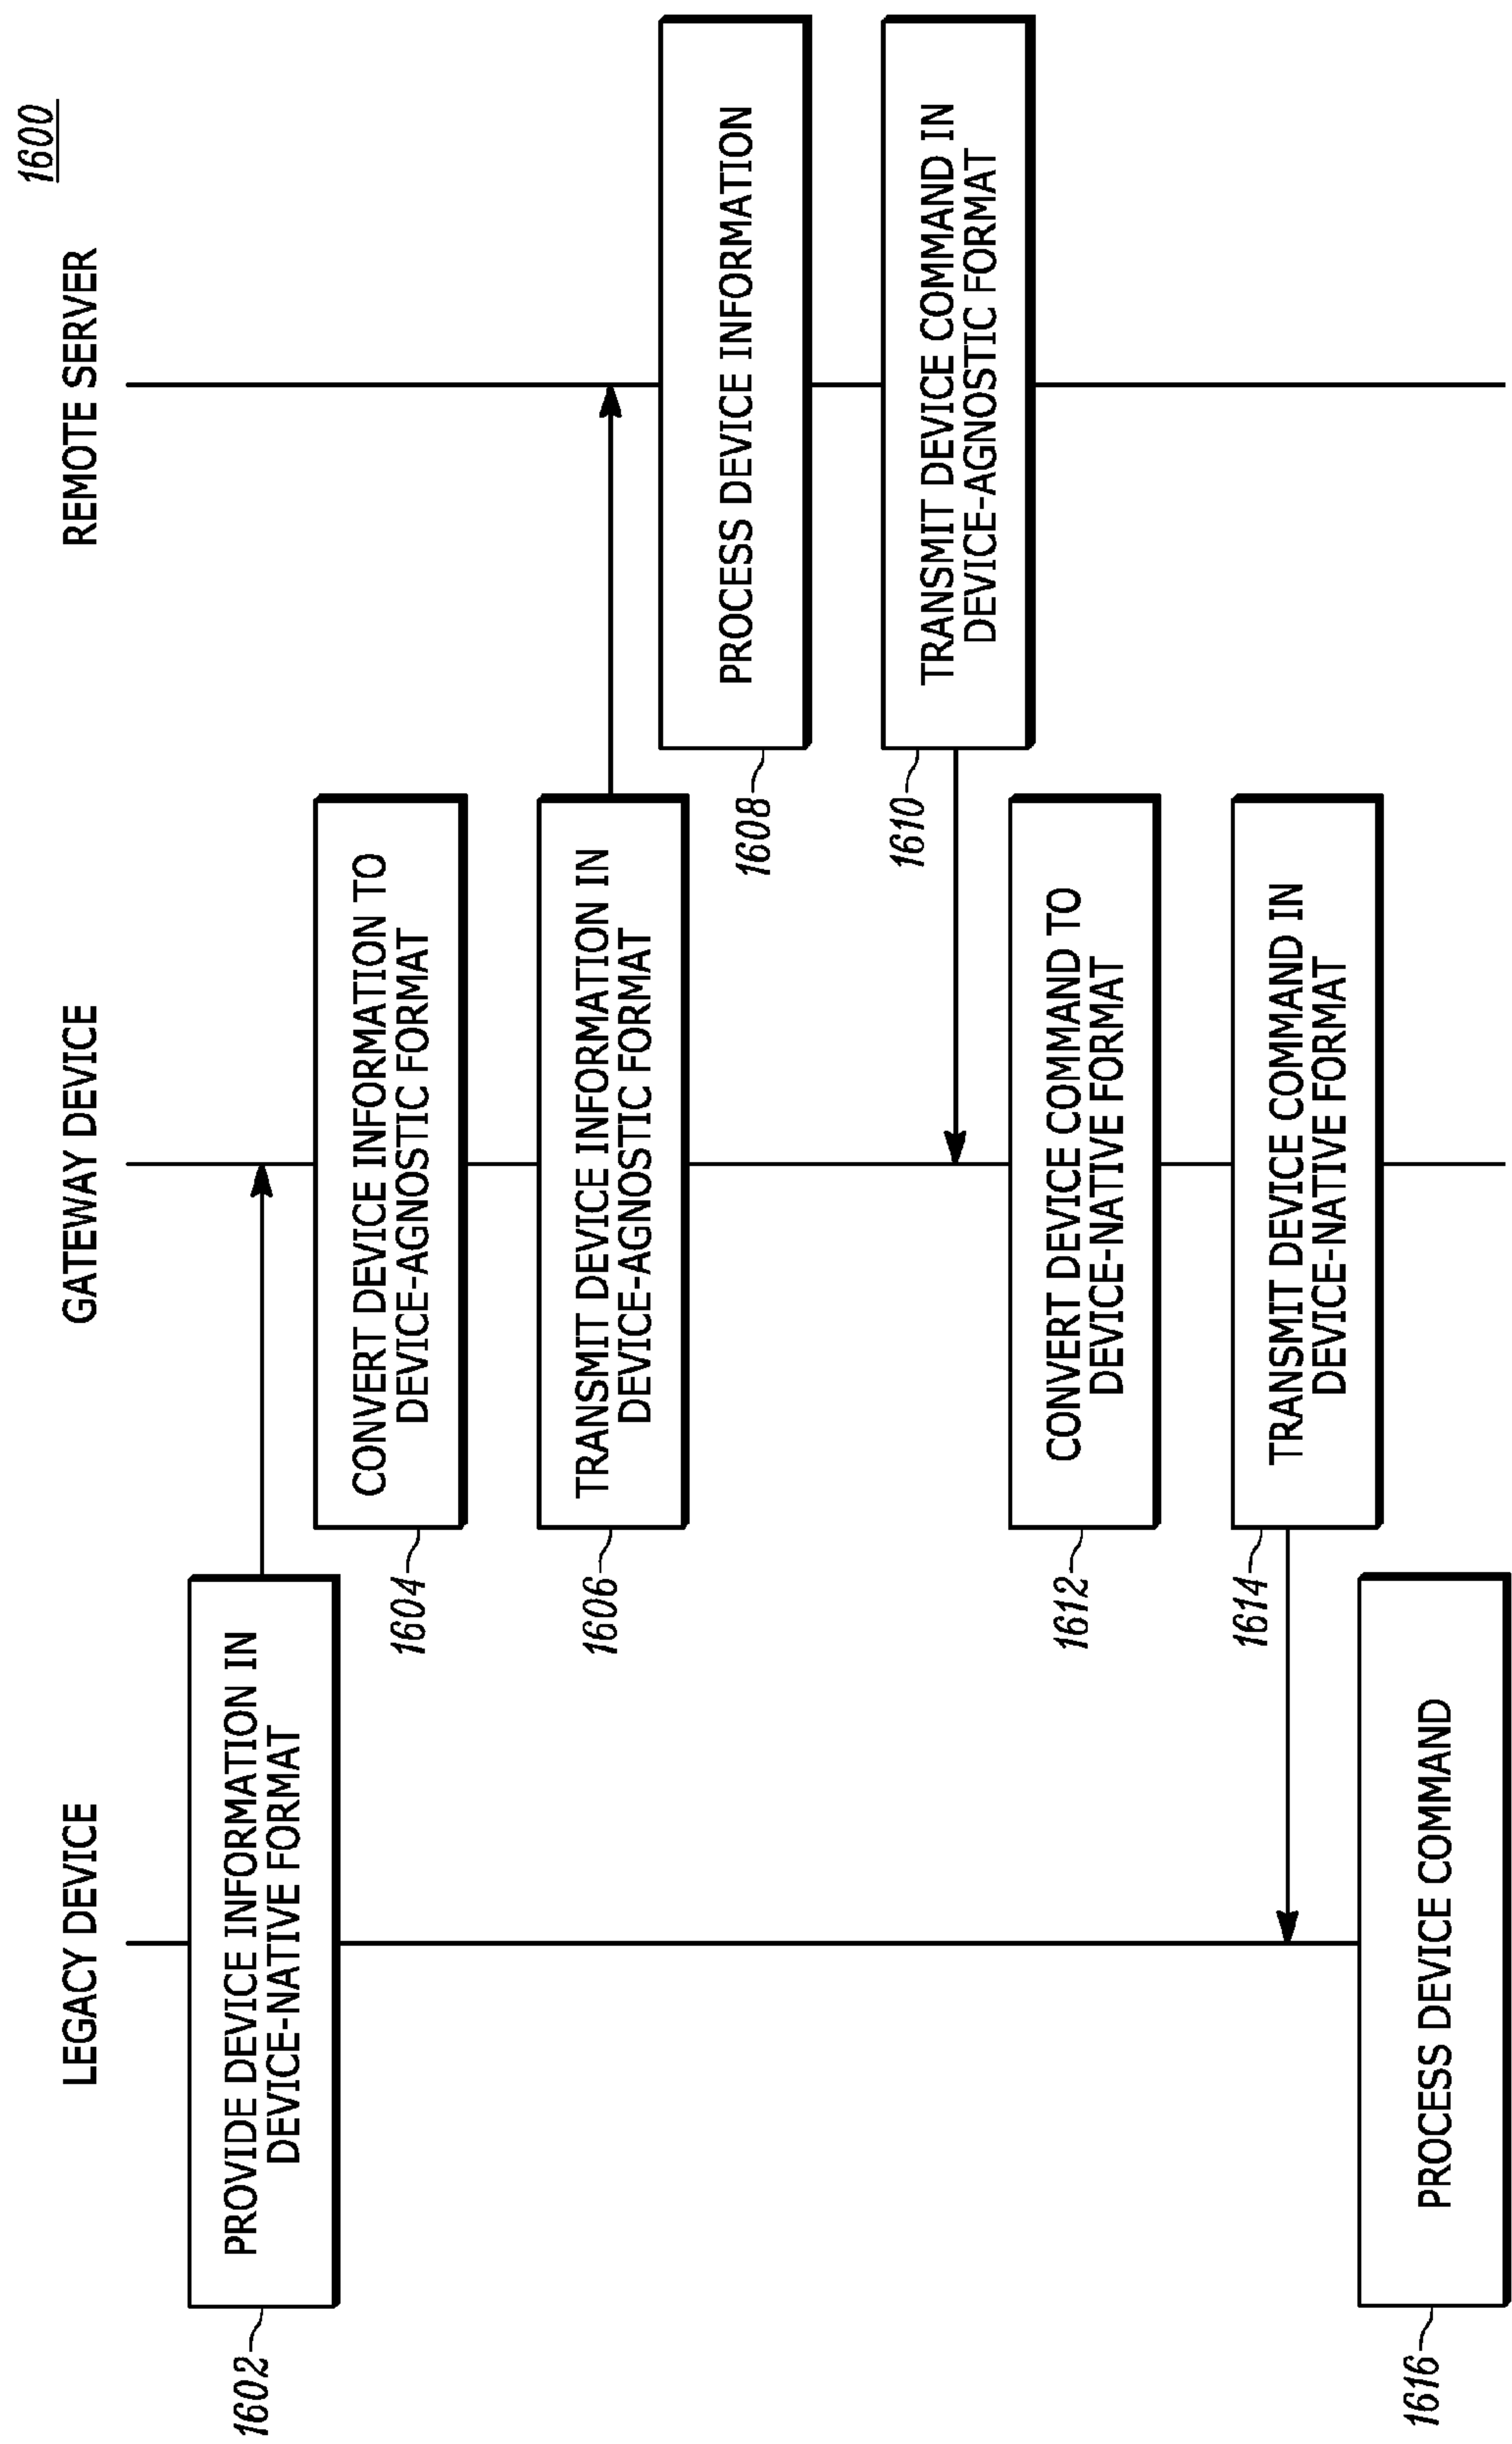 1600
LEGACY DEVICE
GATEWAY DEVICE
REMOTE SERVER
PROVIDE DEVICE INFORMATION IN
DEVICE-NATIVE FORMAT
1602
CONVERT DEVICE INFORMATION TO
DEVICE-AGNOSTIC FORMAT
1604
TRANSMIT DEVICE INFORMATION IN
DEVICE-AGNOSTIC FORMAT
1606
PROCESS DEVICE INFORMATION
1608
TRANSMIT DEVICE COMMAND IN
DEVICE-AGNOSTIC FORMAT
1610
CONVERT DEVICE COMMAND TO
DEVICE-NATIVE FORMAT
1612
TRANSMIT DEVICE COMMAND IN
DEVICE-NATIVE FORMAT
1614
PROCESS DEVICE COMMAND
1616